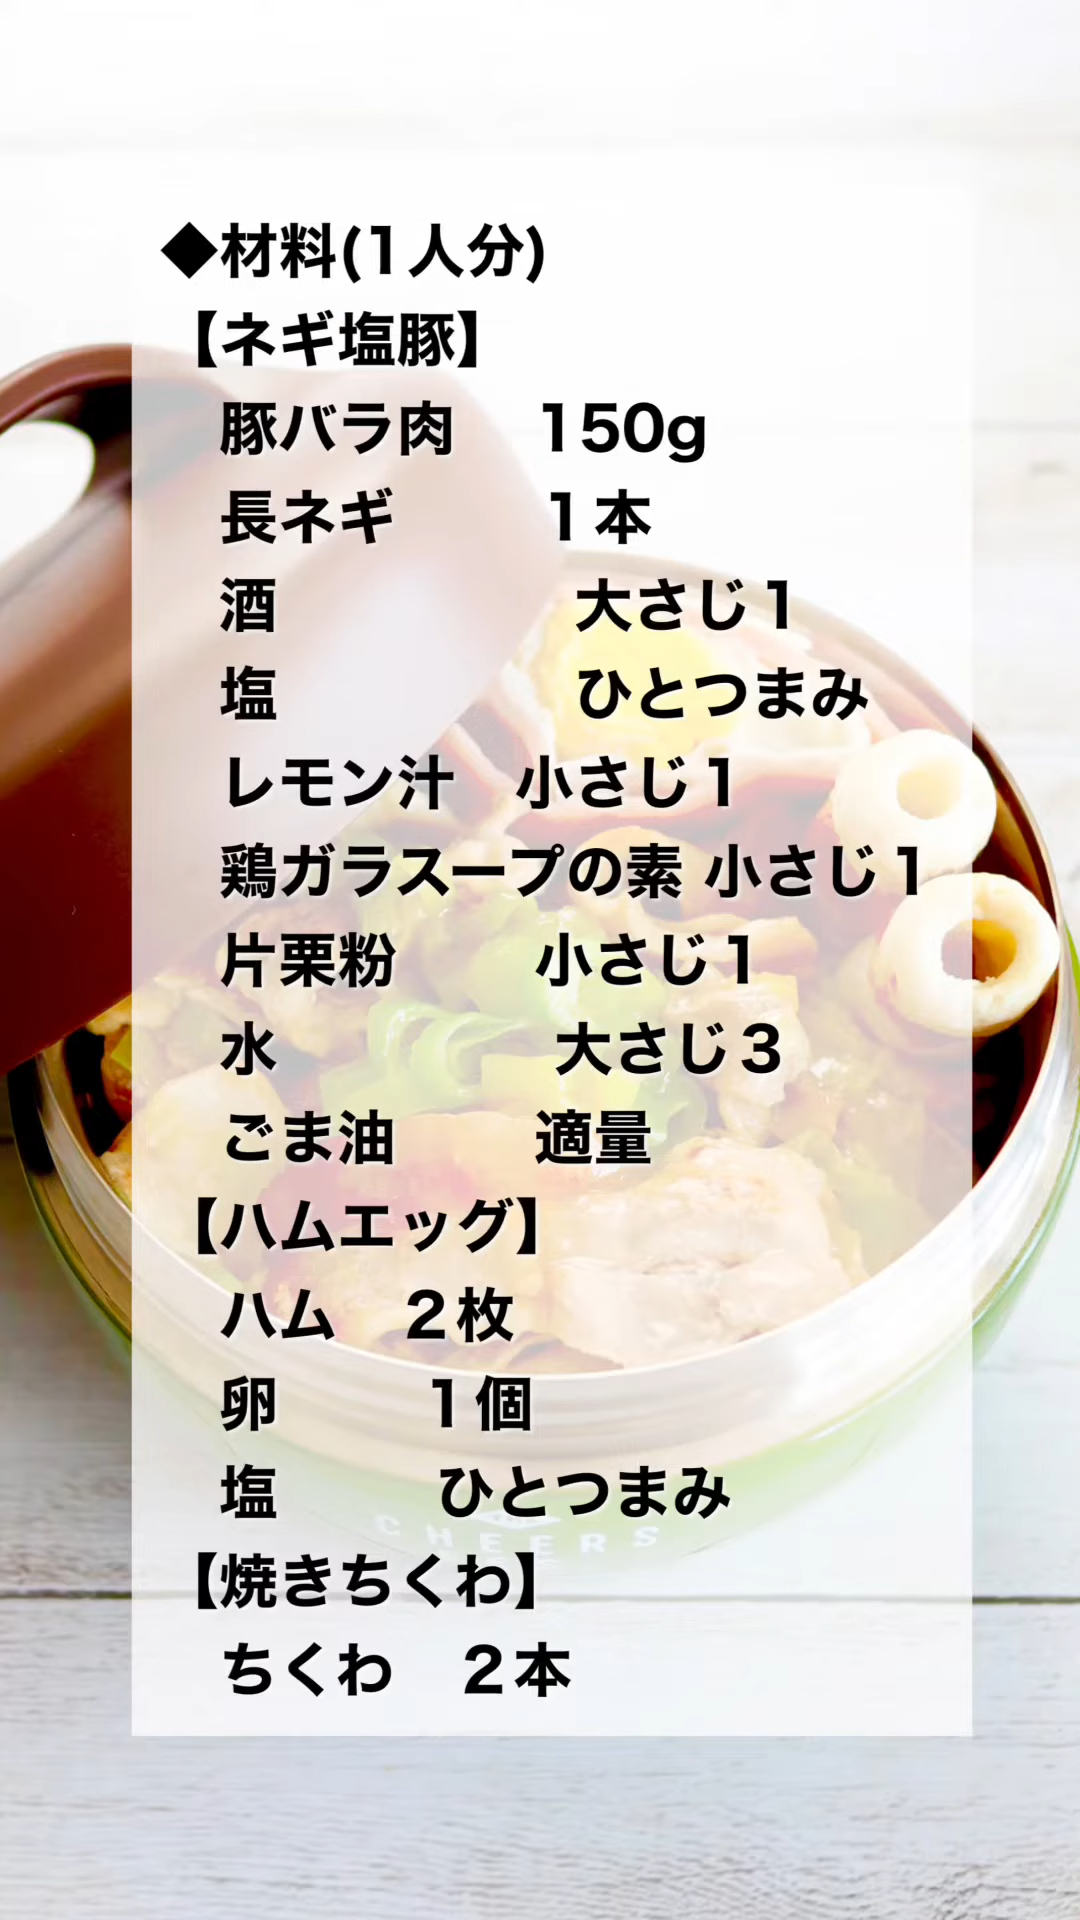 ◆材料(1人分)
【ネギ塩豚】
豚バラ肉　150g
長ネギ　1本
酒　大さじ1
塩　ひとつまみ
レモン汁　小さじ1
鶏ガラスープの素 小さじ1
片栗粉　小さじ1
水　大さじ3
ごま油　適量
【ハムエッグ】
ハム　2枚
卵　1個
塩　ひとつまみ
CHEERS
【焼きちくわ】
ちくわ　2本